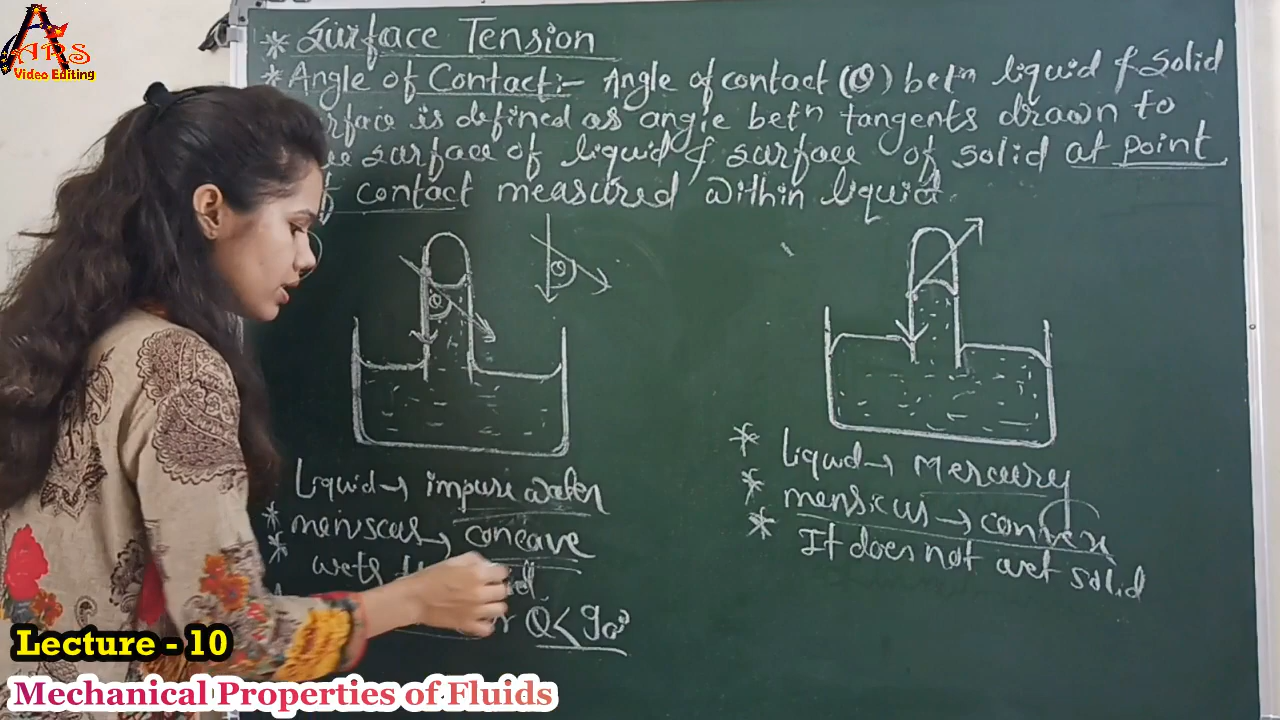 ARS
Video Editing
* Surface Tension
* Angle of Contact:- Angle of contact (θ) betn liquid & Solid
rface is defined as angle betn tangents drawn to
surface of liquid & surface of solid at point
of contact measured within liquid.
θ
θ
Liquid → impure water
* meniscus → concave
* wets
θ < 90°
* Liquid → Mercury
* mensicus → convex
* It does not wet solid
Lecture - 10
Mechanical Properties of Fluids